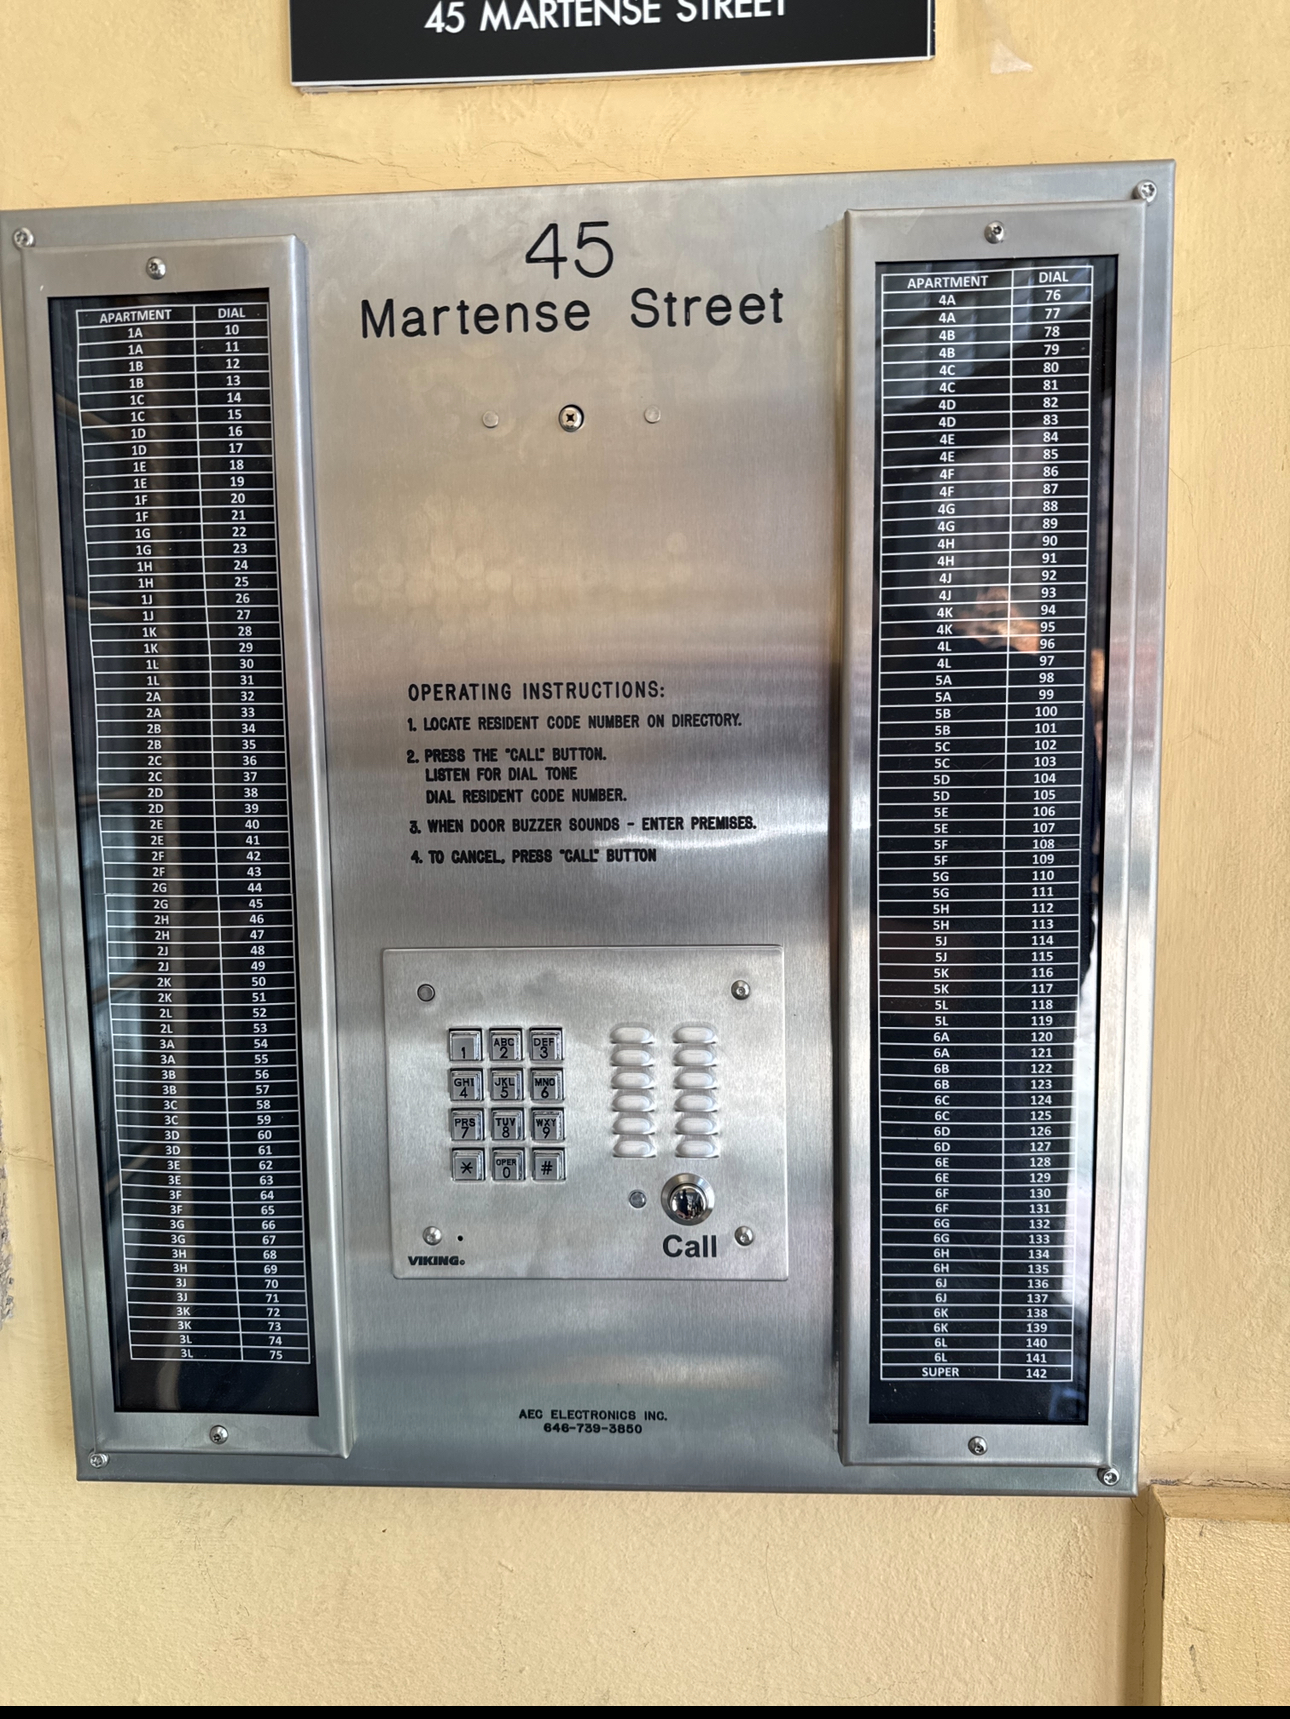 45 MARTENSE STREET
45
Martense Street
APARTMENT DIAL
1A 10
1A 11
1B 12
1B 13
1C 14
1C 15
1D 16
1D 17
1E 18
1E 19
1F 20
1F 21
1G 22
1G 23
1H 24
1H 25
1J 26
1J 27
1K 28
1K 29
1L 30
1L 31
2A 32
2A 33
2B 34
2B 35
2C 36
2C 37
2D 38
2D 39
2E 40
2E 41
2F 42
2F 43
2G 44
2G 45
2H 46
2H 47
2J 48
2J 49
2K 50
2K 51
2L 52
2L 53
3A 54
3A 55
3B 56
3B 57
3C 58
3C 59
3D 60
3D 61
3E 62
3E 63
3F 64
3F 65
3G 66
3G 67
3H 68
3H 69
3J 70
3J 71
3K 72
3K 73
3L 74
3L 75
OPERATING INSTRUCTIONS:
1. LOCATE RESIDENT CODE NUMBER ON DIRECTORY.
2. PRESS THE "CALL" BUTTON.
LISTEN FOR DIAL TONE
DIAL RESIDENT CODE NUMBER.
3. WHEN DOOR BUZZER SOUNDS - ENTER PREMISES.
4. TO CANCEL, PRESS "CALL" BUTTON
1 ABC 2 DEF 3
GHI 4 JKL 5 MNO 6
PRS 7 TUV 8 WXY 9
* OPER 0 #
Call
VIKING
AEC ELECTRONICS INC.
646-739-3850
APARTMENT DIAL
4A 76
4A 77
4B 78
4B 79
4C 80
4C 81
4D 82
4D 83
4E 84
4E 85
4F 86
4F 87
4G 88
4G 89
4H 90
4H 91
4J 92
4J 93
4K 94
4K 95
4L 96
4L 97
5A 98
5A 99
5B 100
5B 101
5C 102
5C 103
5D 104
5D 105
5E 106
5E 107
5F 108
5F 109
5G 110
5G 111
5H 112
5H 113
5J 114
5J 115
5K 116
5K 117
5L 118
5L 119
6A 120
6A 121
6B 122
6B 123
6C 124
6C 125
6D 126
6D 127
6E 128
6E 129
6F 130
6F 131
6G 132
6G 133
6H 134
6H 135
6J 136
6J 137
6K 138
6K 139
6L 140
6L 141
SUPER 142